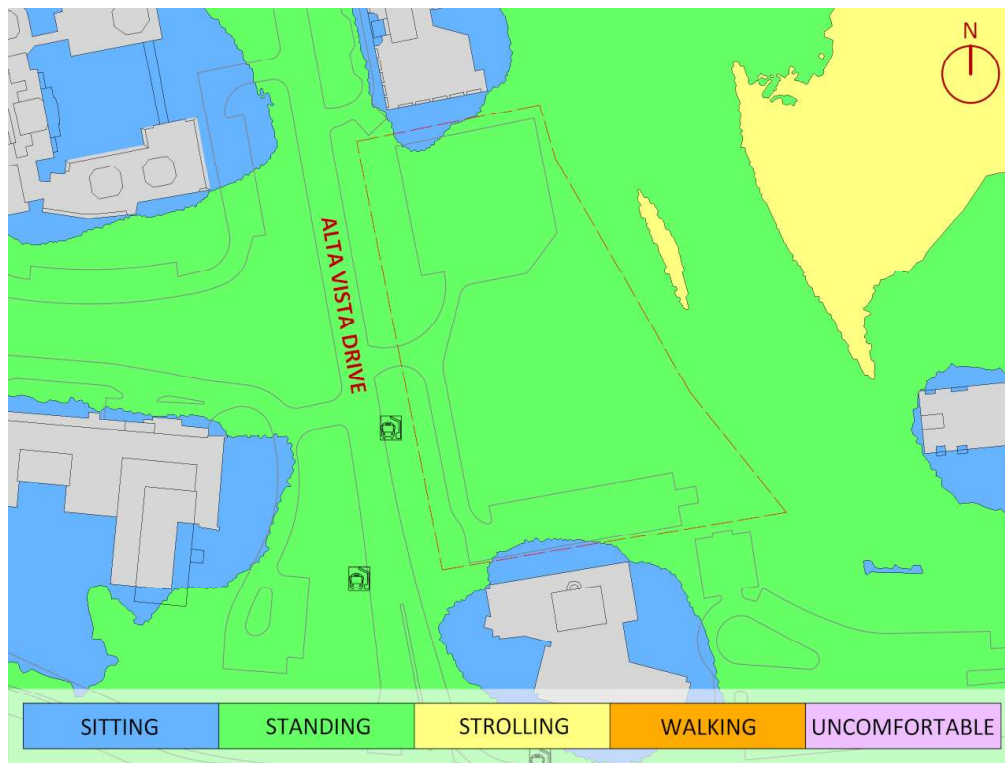 N
ALTA VISTA DRIVE
SITTING
STANDING
STROLLING
WALKING
UNCOMFORTABLE